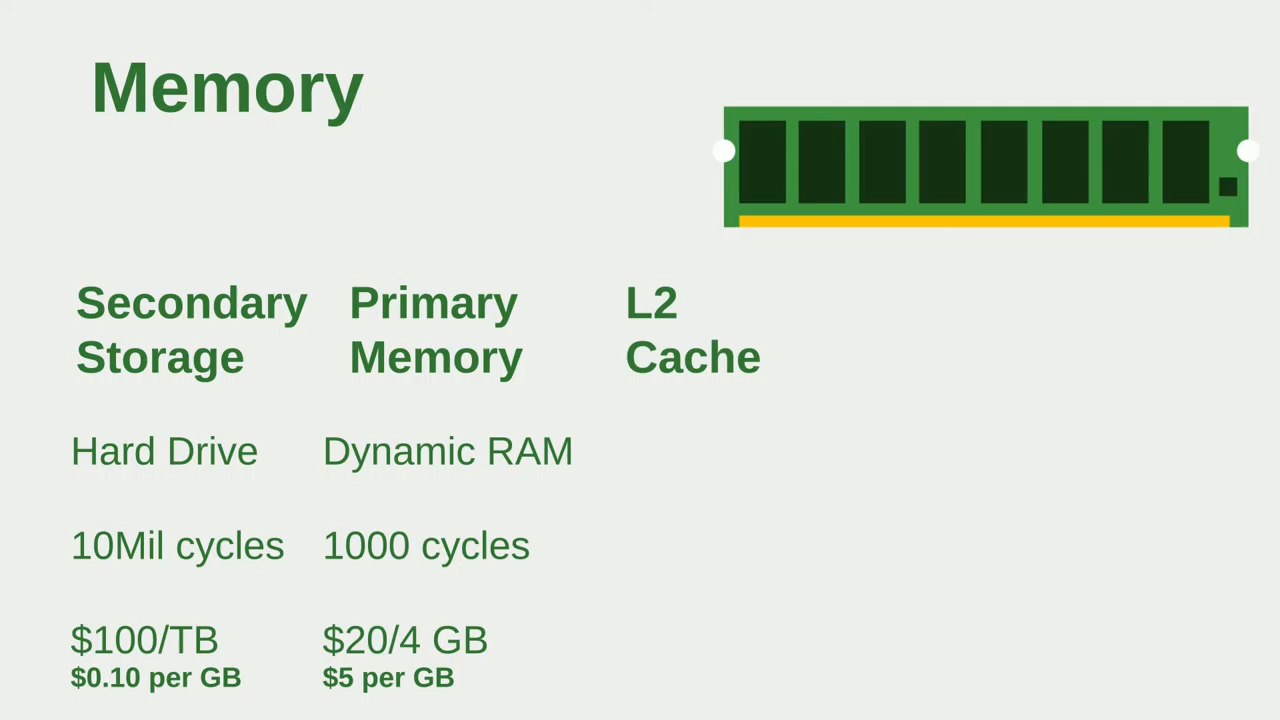 Memory
Secondary Storage
Primary Memory
L2 Cache
Hard Drive
Dynamic RAM
10Mil cycles
1000 cycles
$100/TB
$20/4 GB
$0.10 per GB
$5 per GB